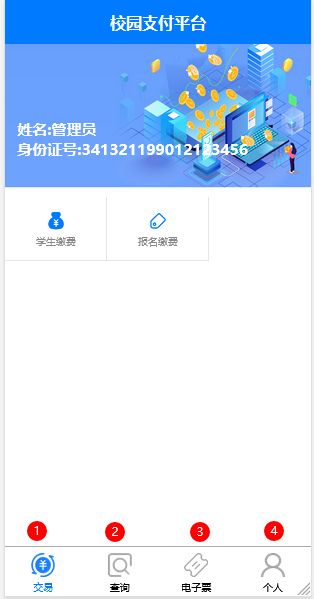 校园支付平台
姓名:管理员
身份证号:341321199012123456
学生缴费 报名缴费
1 2 3 4
交易 查询 电子票 个人